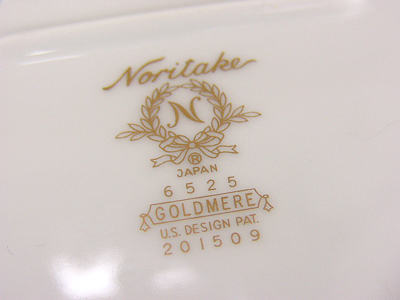 Noritake
N
®
JAPAN
6525
GOLDMERE
U.S. DESIGN PAT.
201509